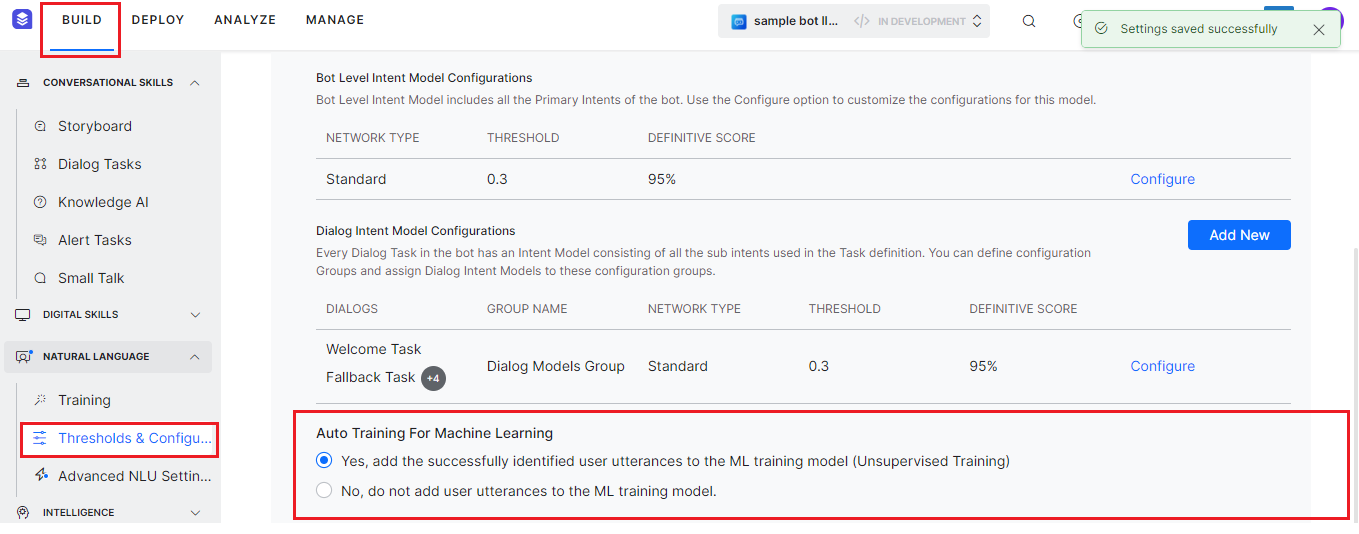 BUILD DEPLOY ANALYZE MANAGE sample bot ll... </> IN DEVELOPMENT
Settings saved successfully
CONVERSATIONAL SKILLS
Storyboard
Dialog Tasks
Knowledge AI
Alert Tasks
Small Talk
DIGITAL SKILLS
NATURAL LANGUAGE
Training
Thresholds & Configu...
Advanced NLU Settin...
INTELLIGENCE
Bot Level Intent Model Configurations
Bot Level Intent Model includes all the Primary Intents of the bot. Use the Configure option to customize the configurations for this model.
NETWORK TYPE THRESHOLD DEFINITIVE SCORE
Standard 0.3 95% Configure
Dialog Intent Model Configurations
Add New
Every Dialog Task in the bot has an Intent Model consisting of all the sub intents used in the Task definition. You can define configuration
Groups and assign Dialog Intent Models to these configuration groups.
DIALOGS GROUP NAME NETWORK TYPE THRESHOLD DEFINITIVE SCORE
Welcome Task
Fallback Task +4 Dialog Models Group Standard 0.3 95% Configure
Auto Training For Machine Learning
Yes, add the successfully identified user utterances to the ML training model (Unsupervised Training)
No, do not add user utterances to the ML training model.